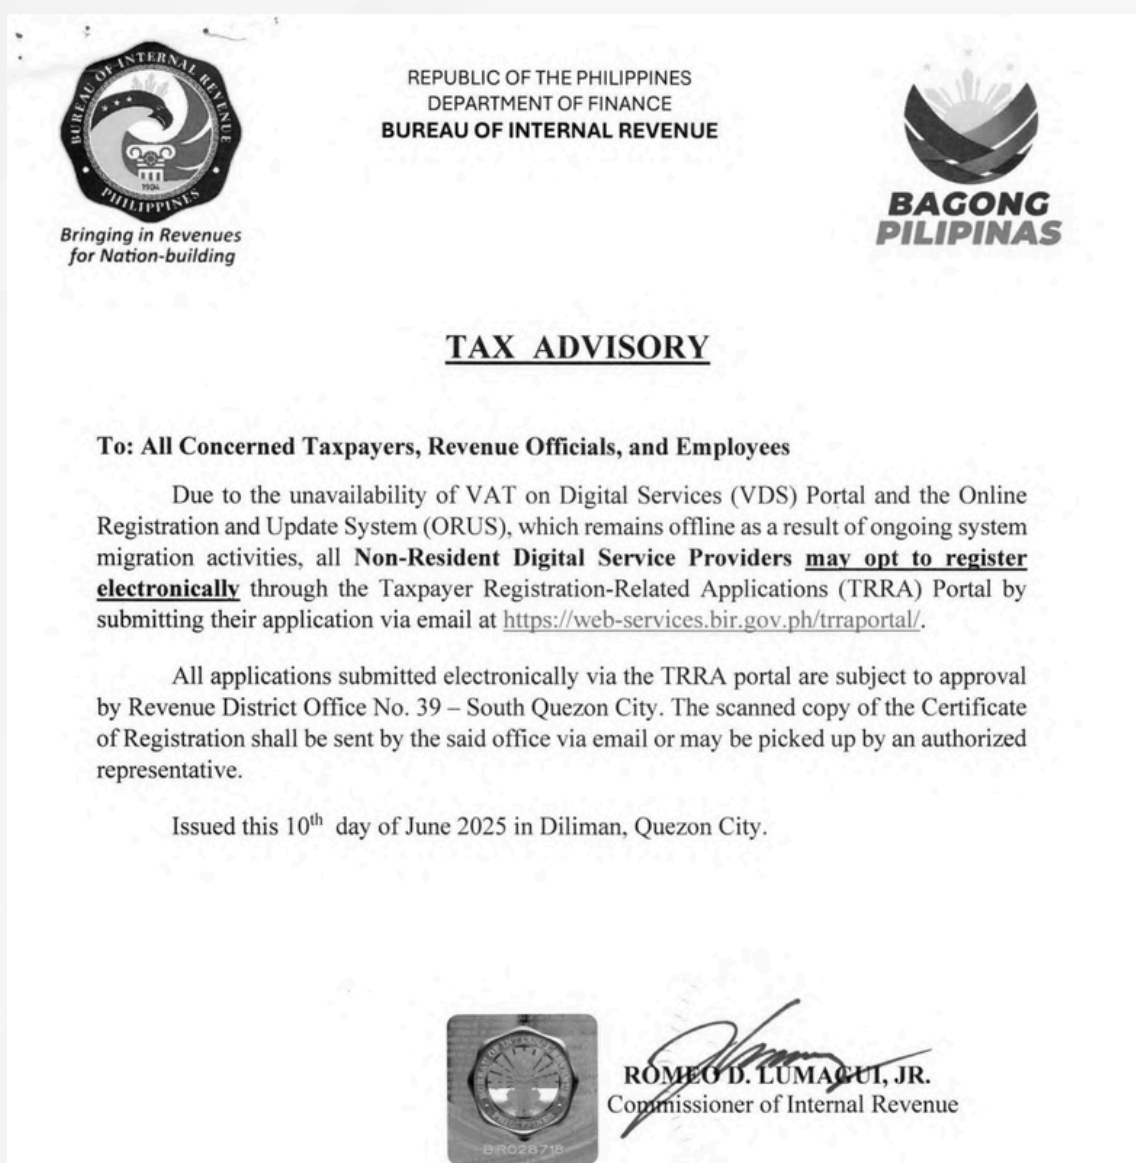 BUREAU OF INTERNAL REVENUE
1904
PHILIPPINES
Bringing in Revenues
for Nation-building
REPUBLIC OF THE PHILIPPINES
DEPARTMENT OF FINANCE
BUREAU OF INTERNAL REVENUE
BAGONG
PILIPINAS
TAX ADVISORY
To: All Concerned Taxpayers, Revenue Officials, and Employees
Due to the unavailability of VAT on Digital Services (VDS) Portal and the Online
Registration and Update System (ORUS), which remains offline as a result of ongoing system
migration activities, all Non-Resident Digital Service Providers may opt to register
electronically through the Taxpayer Registration-Related Applications (TRRA) Portal by
submitting their application via email at https://web-services.bir.gov.ph/trraportal/.
All applications submitted electronically via the TRRA portal are subject to approval
by Revenue District Office No. 39 – South Quezon City. The scanned copy of the Certificate
of Registration shall be sent by the said office via email or may be picked up by an authorized
representative.
Issued this 10th day of June 2025 in Diliman, Quezon City.
ROMEO D. LUMAGUI, JR.
Commissioner of Internal Revenue
PHILIPPINES
BR028718